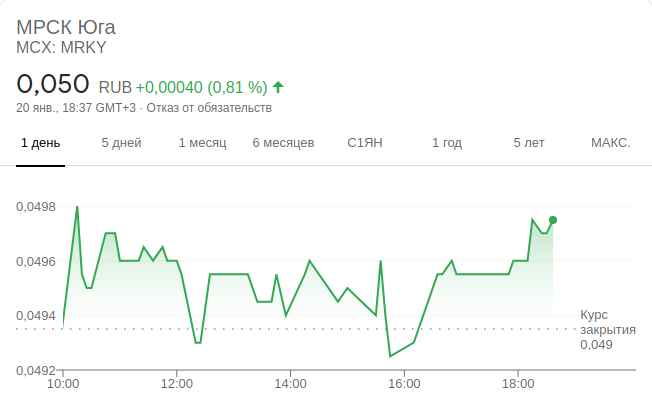 МРСК Юга
MCX: MRKY
0,050 RUB +0,00040 (0,81 %)
20 янв., 18:37 GMT+3 · Отказ от обязательств
1 день 5 дней 1 месяц 6 месяцев С1ЯН 1 год 5 лет МАКС.
0,0498
0,0496
0,0494
Курс
закрытия
0,049
0,0492
10:00 12:00 14:00 16:00 18:00